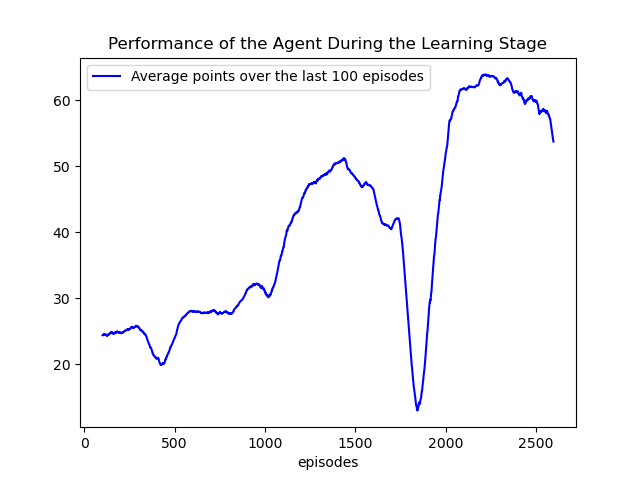 Performance of the Agent During the Learning Stage
Average points over the last 100 episodes
60
50
40
30
20
0 500 1000 1500 2000 2500
episodes